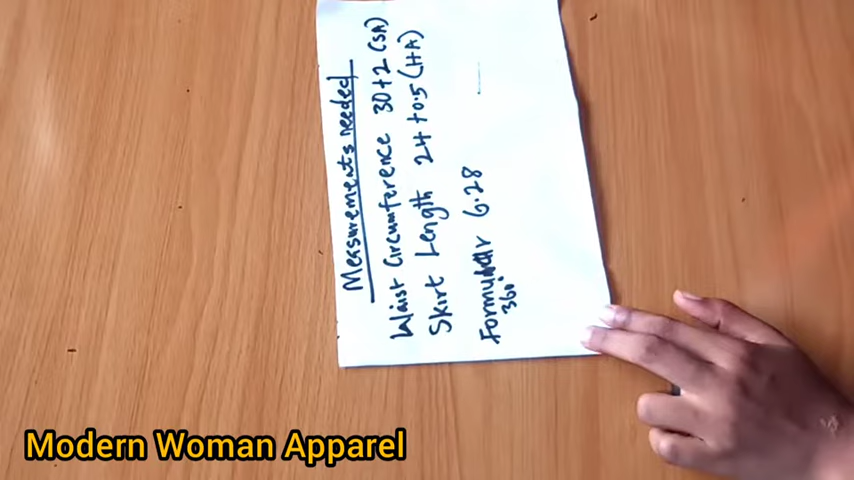 Measurements needed
Waist Circumference 30+2 (SA)
Skirt Length 24+0.5 (HA)
Formular 6.28
360°
Modern Woman Apparel